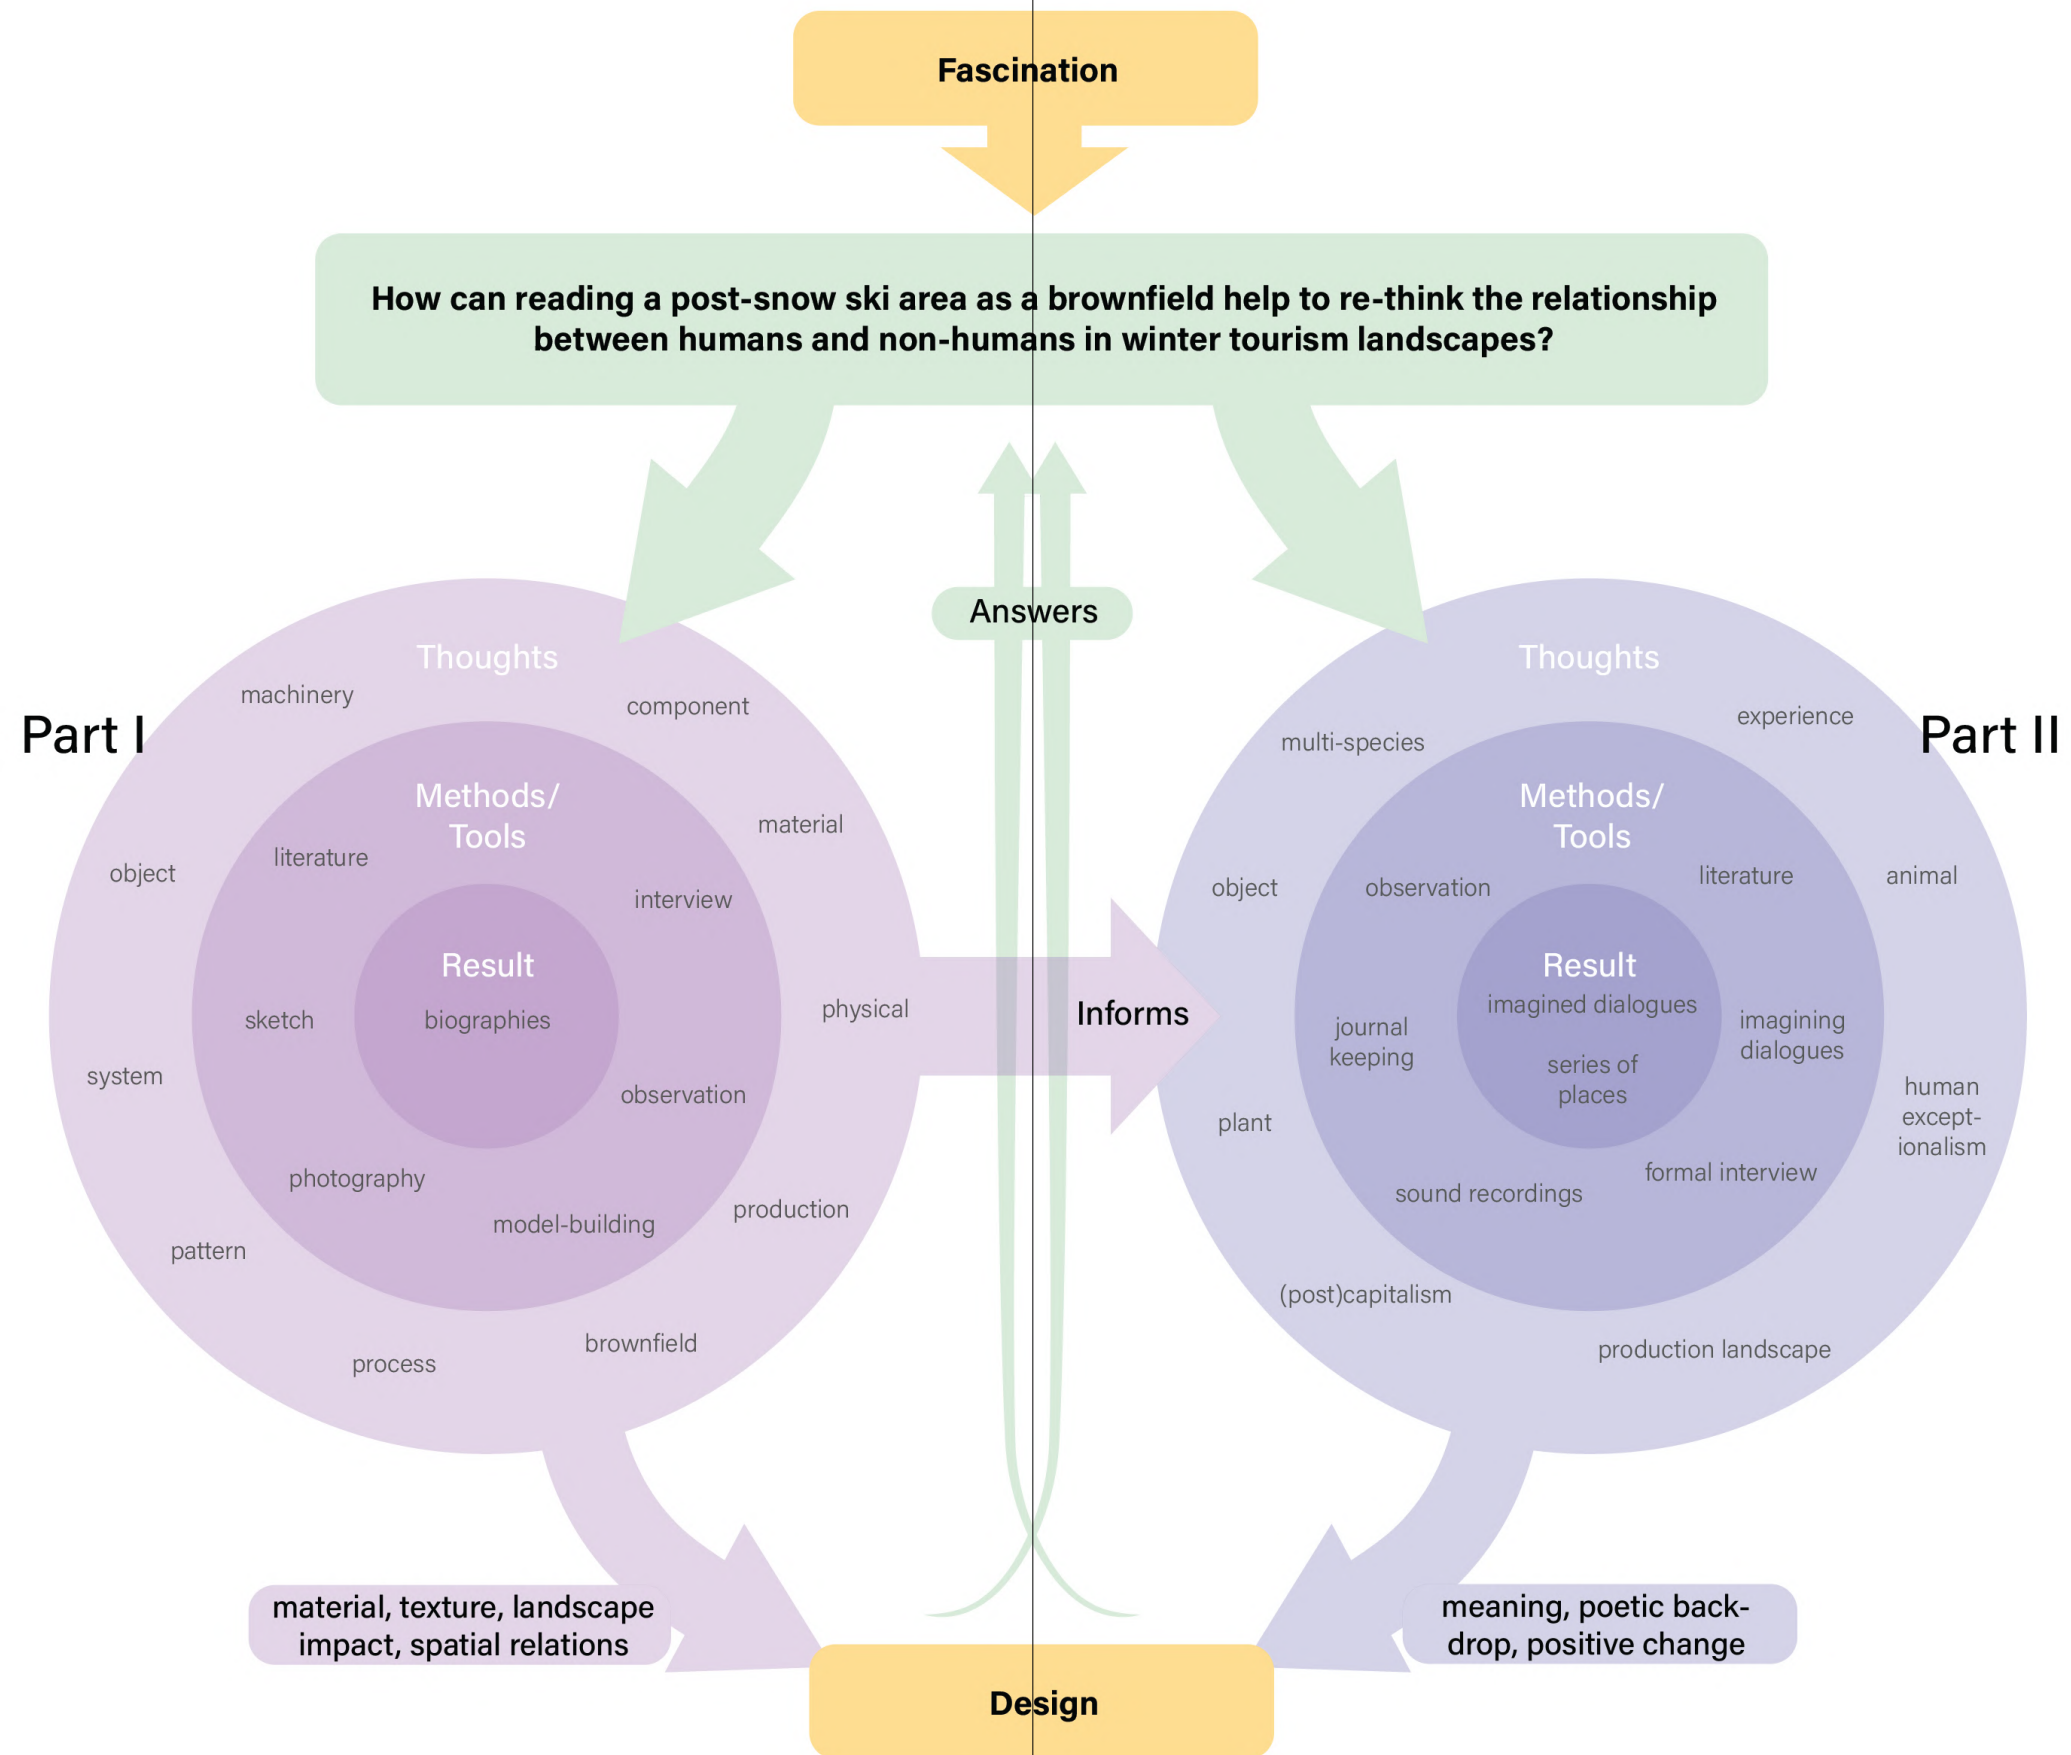 Fascination
How can reading a post-snow ski area as a brownfield help to re-think the relationship
between humans and non-humans in winter tourism landscapes?
Answers
Part I
Thoughts
machinery
component
material
object
physical
system
production
pattern
brownfield
process
Methods/
Tools
literature
interview
sketch
observation
photography
model-building
Result
biographies
Informs
Part II
Thoughts
experience
multi-species
object
animal
plant
human
except-
ionalism
(post)capitalism
production landscape
Methods/
Tools
observation
literature
journal
keeping
imagining
dialogues
sound recordings
formal interview
Result
imagined dialogues
series of
places
material, texture, landscape
impact, spatial relations
meaning, poetic back-
drop, positive change
Design